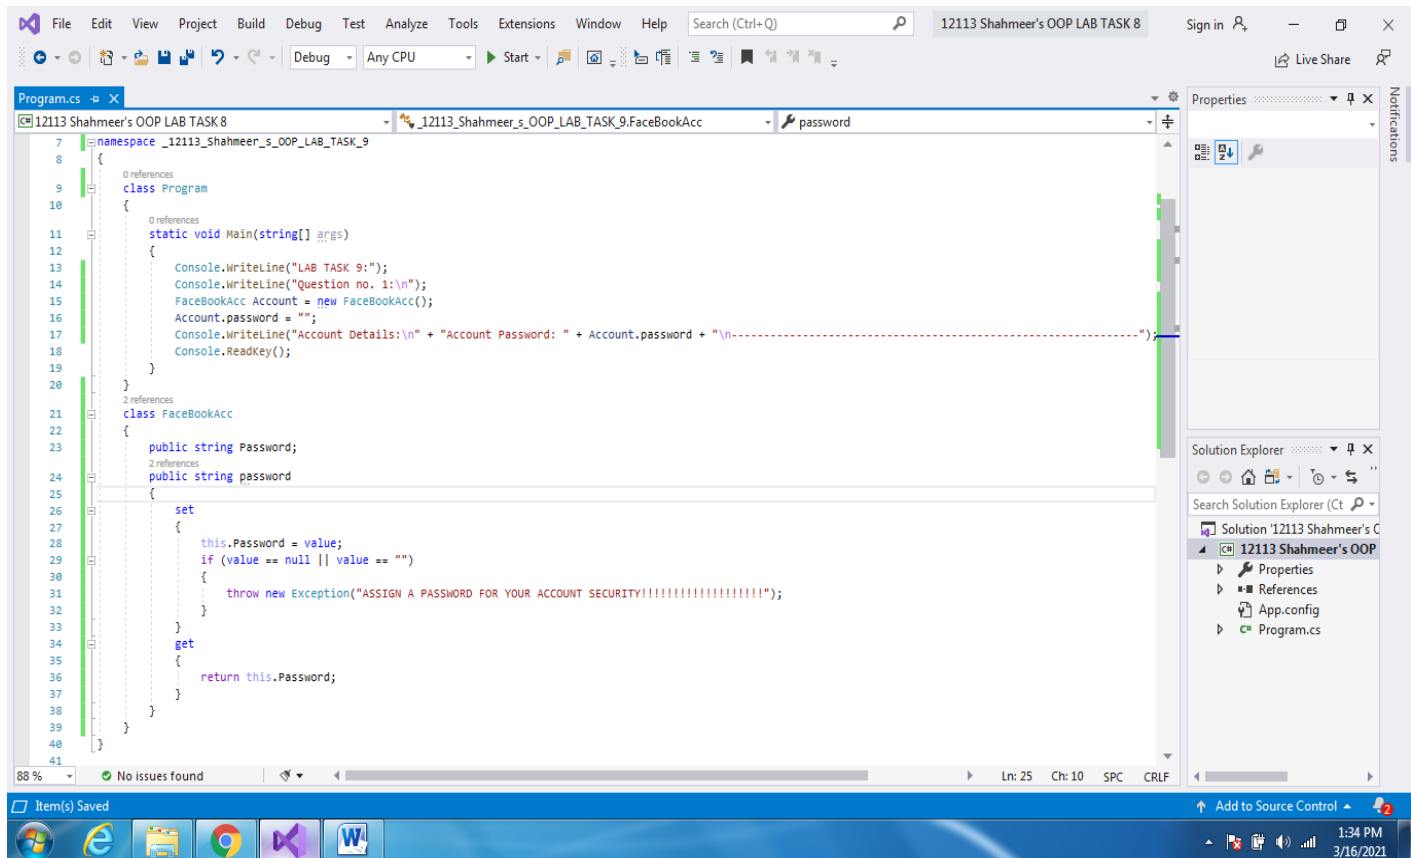 File Edit View Project Build Debug Test Analyze Tools Extensions Window Help Search (Ctrl+Q) 12113 Shahmeer's OOP LAB TASK 8 Sign in
Debug Any CPU Start Live Share
Program.cs
12113 Shahmeer's OOP LAB TASK 8 _12113_Shahmeer_s_OOP_LAB_TASK_9.FaceBookAcc password
7 namespace _12113_Shahmeer_s_OOP_LAB_TASK_9
8 {
0 references
9 class Program
10 {
0 references
11 static void Main(string[] args)
12 {
13 Console.WriteLine("LAB TASK 9:");
14 Console.WriteLine("Question no. 1:\n");
15 FaceBookAcc Account = new FaceBookAcc();
16 Account.password = "";
17 Console.WriteLine("Account Details:\n" + "Account Password: " + Account.password + "\n--------------------------------------------------------------------");
18 Console.ReadKey();
19 }
20 }
2 references
21 class FaceBookAcc
22 {
23 public string Password;
2 references
24 public string password
25 {
26 set
27 {
28 this.Password = value;
29 if (value == null || value == "")
30 {
31 throw new Exception("ASSIGN A PASSWORD FOR YOUR ACCOUNT SECURITY!!!!!!!!!!!!!!!!!!!");
32 }
33 }
34 get
35 {
36 return this.Password;
37 }
38 }
39 }
40 }
41
88 % No issues found Ln: 25 Ch: 10 SPC CRLF
Properties
Notifications
Solution Explorer
Search Solution Explorer (Ct
Solution '12113 Shahmeer's C
C# 12113 Shahmeer's OOP
Properties
References
App.config
C# Program.cs
Item(s) Saved Add to Source Control 2
1:34 PM
3/16/2021